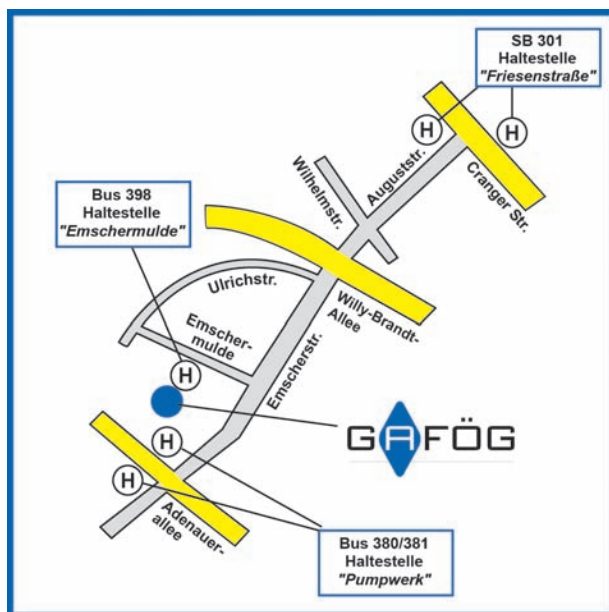 SB 301
Haltestelle
"Friesenstraße"
H
H
Auguststr.
Cranger Str.
Wilhelmstr.
Bus 398
Haltestelle
"Emschermulde"
Ulrichstr.
Willy-Brandt-
Allee
Emscher-
mulde
Emscherstr.
H
GAFÖG
H
H
Adenauer-
allee
Bus 380/381
Haltestelle
"Pumpwerk"